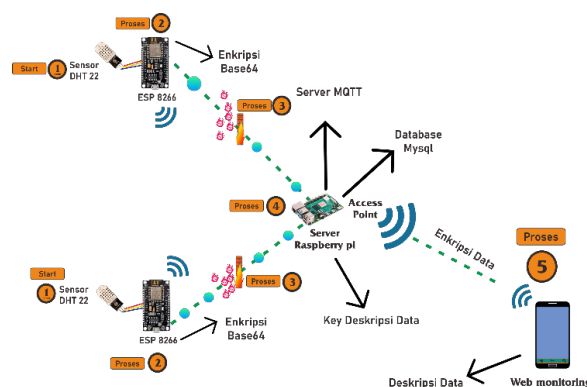 Proses 2
Start 1 Sensor
DHT 22
ESP 8266
Enkripsi
Base64
Proses 3
Server MQTT
Database
Mysql
Proses 4
Access
Point
Server
Raspberry pi
Enkripsi Data
Proses
5
Start
1 Sensor
DHT 22
ESP 8266
Proses 2
Proses 3
Enkripsi
Base64
Key Deskripsi Data
Deskripsi Data
Web monitoring